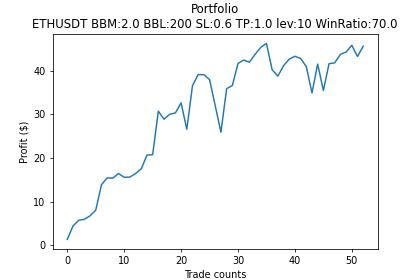 Portfolio
ETHUSDT BBM:2.0 BBL:200 SL:0.6 TP:1.0 lev:10 WinRatio:70.0
Profit ($)
40
30
20
10
0
0 10 20 30 40 50
Trade counts